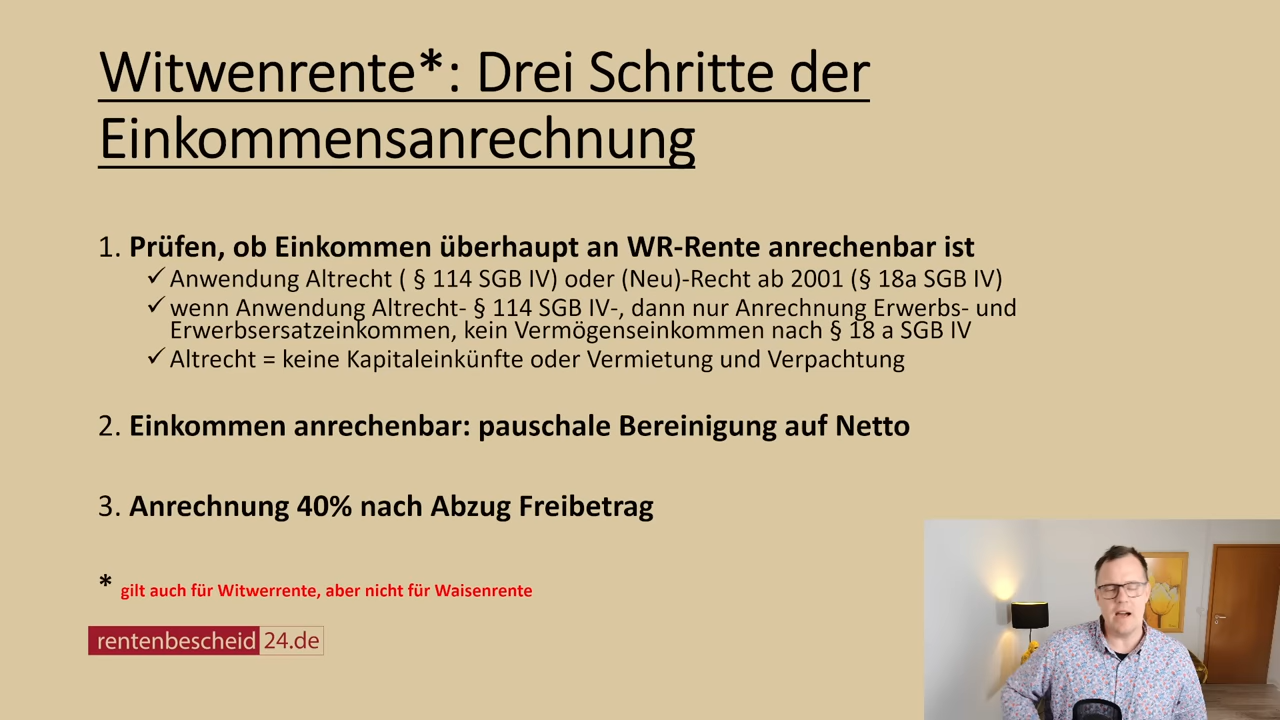 Witwenrente*: Drei Schritte der
Einkommensanrechnung
1. Prüfen, ob Einkommen überhaupt an WR-Rente anrechenbar ist
✓ Anwendung Altrecht ( § 114 SGB IV) oder (Neu)-Recht ab 2001 (§ 18a SGB IV)
✓ wenn Anwendung Altrecht- § 114 SGB IV-, dann nur Anrechnung Erwerbs- und
Erwerbsersatzeinkommen, kein Vermögenseinkommen nach § 18 a SGB IV
✓ Altrecht = keine Kapitaleinkünfte oder Vermietung und Verpachtung
2. Einkommen anrechenbar: pauschale Bereinigung auf Netto
3. Anrechnung 40% nach Abzug Freibetrag
* gilt auch für Witwerrente, aber nicht für Waisenrente
rentenbescheid24.de